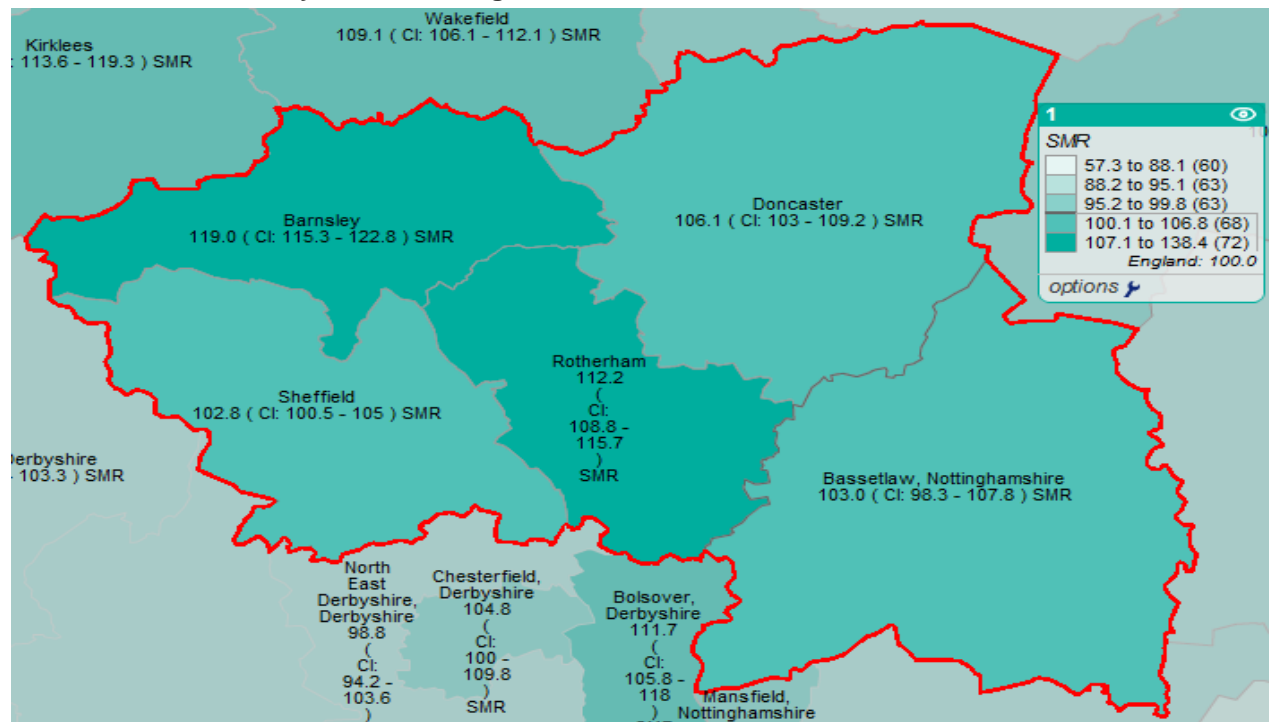 Kirklees
: 113.6 - 119.3 ) SMR
Wakefield
109.1 ( CI: 106.1 - 112.1 ) SMR
Barnsley
119.0 ( CI: 115.3 - 122.8 ) SMR
Doncaster
106.1 ( CI: 103 - 109.2 ) SMR
1
SMR
57.3 to 88.1 (60)
88.2 to 95.1 (63)
95.2 to 99.8 (63)
100.1 to 106.8 (68)
107.1 to 138.4 (72)
England: 100.0
options
10
Sheffield
102.8 ( CI: 100.5 - 105 ) SMR
Rotherham
112.2
(
CI:
108.8 -
115.7
)
SMR
Bassetlaw, Nottinghamshire
103.0 ( CI: 98.3 - 107.8 ) SMR
erbyshire
- 103.3 ) SMR
North
East
Derbyshire,
Derbyshire
98.8
(
CI:
94.2 -
103.6
)
Chesterfield,
Derbyshire
104.8
(
CI:
100 -
109.8
)
SMR
Bolsover,
Derbyshire
111.7
(
CI:
105.8 -
118
)
Mansfield,
Nottinghamshire